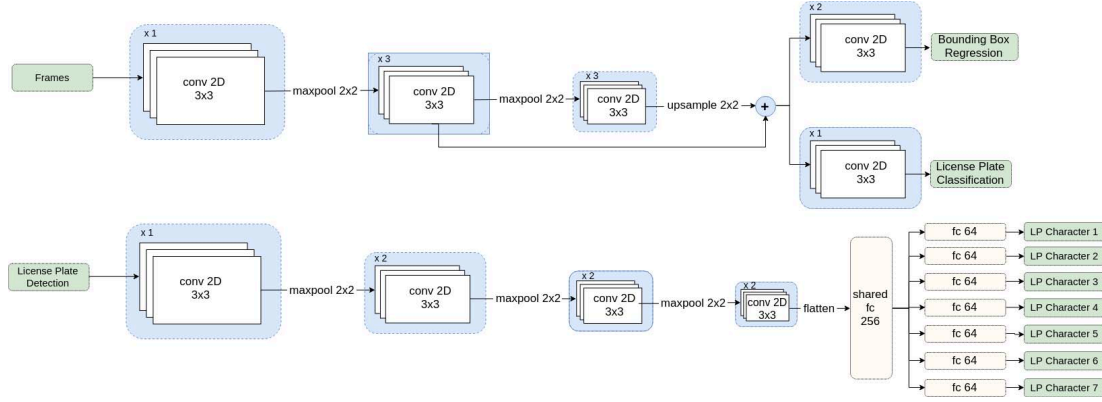 x 1
Frames
conv 2D
3x3
maxpool 2x2
x 3
conv 2D
3x3
maxpool 2x2
x 3
conv 2D
3x3
upsample 2x2
+
x 2
conv 2D
3x3
Bounding Box
Regression
x 1
conv 2D
3x3
License Plate
Classification
x 1
License Plate
Detection
conv 2D
3x3
maxpool 2x2
x 2
conv 2D
3x3
maxpool 2x2
x 2
conv 2D
3x3
maxpool 2x2
x 2
conv 2D
3x3
flatten
shared
fc
256
fc 64
LP Character 1
fc 64
LP Character 2
fc 64
LP Character 3
fc 64
LP Character 4
fc 64
LP Character 5
fc 64
LP Character 6
fc 64
LP Character 7